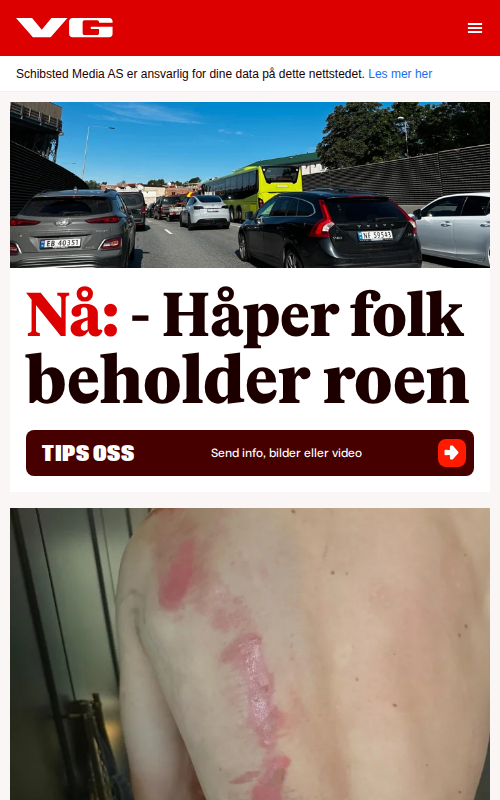 VG
Schibsted Media AS er ansvarlig for dine data på dette nettstedet. Les mer her
EB 40351
NF 59543
Nå: - Håper folk
beholder roen
TIPS OSS
Send info, bilder eller video